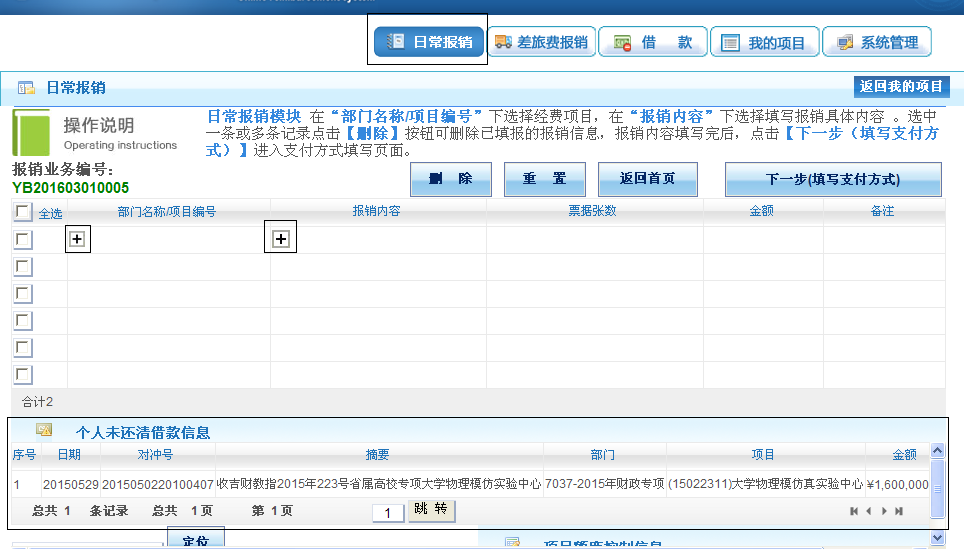 日常报销 差旅费报销 借 款 我的项目 系统管理
日常报销 返回我的项目
操作说明
Operating instructions
日常报销模块 在“部门名称/项目编号”下选择经费项目，在“报销内容”下选择填写报销具体内容 。选中
一条或多条记录点击【删除】按钮可删除已填报的报销信息，报销内容填写完后，点击【下一步（填写支付方
式）】进入支付方式填写页面。
报销业务编号：
YB201603010005
删 除 重 置 返回首页 下一步(填写支付方式)
全选 部门名称/项目编号 报销内容 票据张数 金额 备注
合计2
个人未还清借款信息
序号 日期 对冲号 摘要 部门 项目 金额
1 20150529 2015050220100407 收吉财教指2015年223号省属高校专项大学物理模仿实验中心 7037-2015年财政专项 (15022311)大学物理模仿真实验中心 ¥1,600,000
总共 1 条记录 总共 1 页 第 1 页 1 跳 转
定位
项目额度控制信息